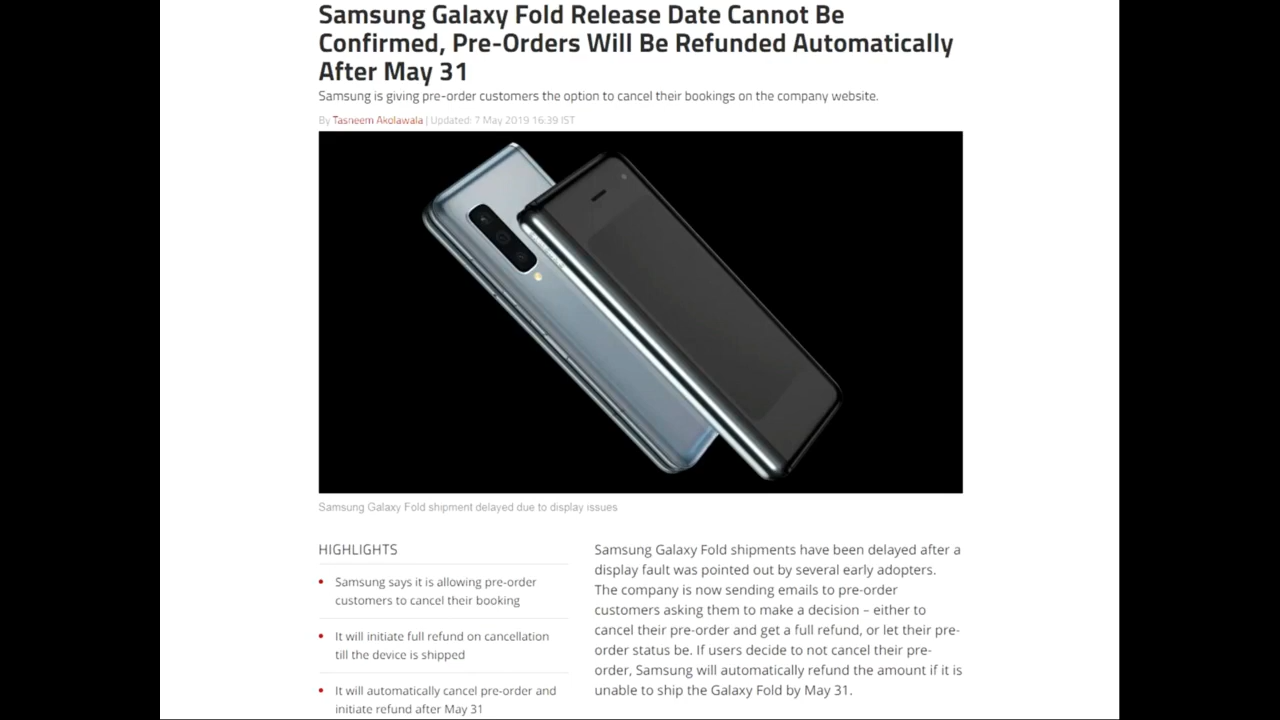 Samsung Galaxy Fold Release Date Cannot Be
Confirmed, Pre-Orders Will Be Refunded Automatically
After May 31
Samsung is giving pre-order customers the option to cancel their bookings on the company website.
By Tasneem Akolawala | Updated: 7 May 2019 16:39 IST
Samsung Galaxy Fold shipment delayed due to display issues
HIGHLIGHTS
Samsung says it is allowing pre-order
customers to cancel their booking
It will initiate full refund on cancellation
till the device is shipped
It will automatically cancel pre-order and
initiate refund after May 31
Samsung Galaxy Fold shipments have been delayed after a
display fault was pointed out by several early adopters.
The company is now sending emails to pre-order
customers asking them to make a decision – either to
cancel their pre-order and get a full refund, or let their pre-
order status be. If users decide to not cancel their pre-
order, Samsung will automatically refund the amount if it is
unable to ship the Galaxy Fold by May 31.